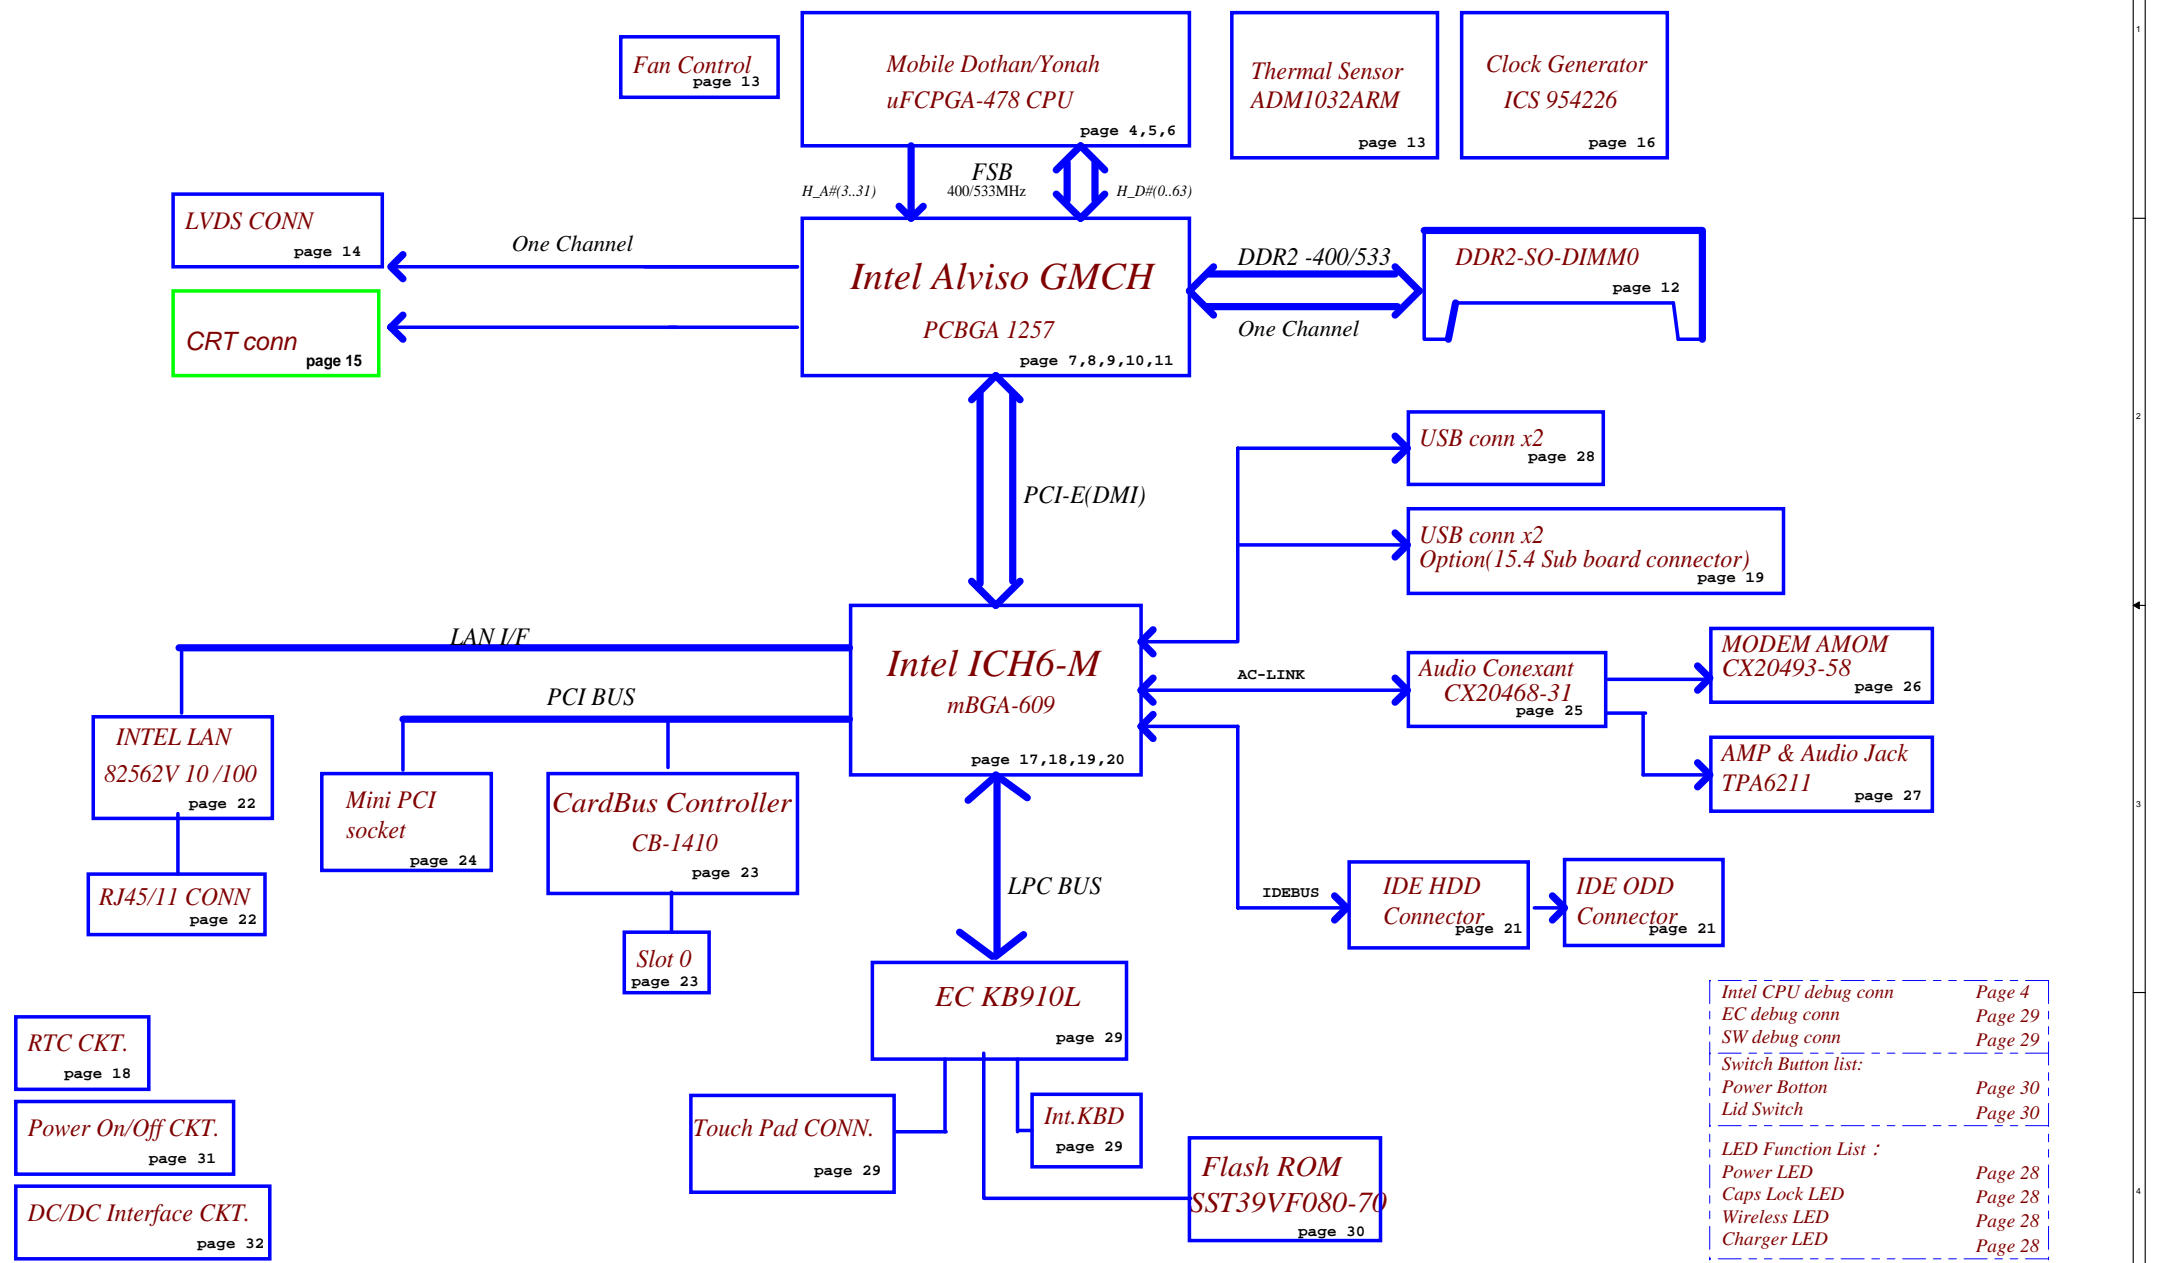 Fan Control
page 13
Mobile Dothan/Yonah
uFCPGA-478 CPU
page 4,5,6
Thermal Sensor
ADM1032ARM
page 13
Clock Generator
ICS 954226
page 16
1
H_A#(3..31)
FSB
400/533MHz
H_D#(0..63)
LVDS CONN
page 14
One Channel
CRT conn
page 15
Intel Alviso GMCH
PCBGA 1257
page 7,8,9,10,11
DDR2 -400/533
One Channel
DDR2-SO-DIMM0
page 12
2
PCI-E(DMI)
USB conn x2
page 28
USB conn x2
Option(15.4 Sub board connector)
page 19
LAN I/F
PCI BUS
Intel ICH6-M
mBGA-609
page 17,18,19,20
AC-LINK
Audio Conexant
CX20468-31
page 25
MODEM AMOM
CX20493-58
page 26
AMP & Audio Jack
TPA6211
page 27
3
INTEL LAN
82562V 10 /100
page 22
RJ45/11 CONN
page 22
Mini PCI
socket
page 24
CardBus Controller
CB-1410
page 23
Slot 0
page 23
LPC BUS
IDEBUS
IDE HDD
Connector
page 21
IDE ODD
Connector
page 21
EC KB910L
page 29
Touch Pad CONN.
page 29
Int.KBD
page 29
Flash ROM
SST39VF080-70
page 30
RTC CKT.
page 18
Power On/Off CKT.
page 31
DC/DC Interface CKT.
page 32
Intel CPU debug conn Page 4
EC debug conn Page 29
SW debug conn Page 29
Switch Button list:
Power Botton Page 30
Lid Switch Page 30
LED Function List :
Power LED Page 28
Caps Lock LED Page 28
Wireless LED Page 28
Charger LED Page 28
4